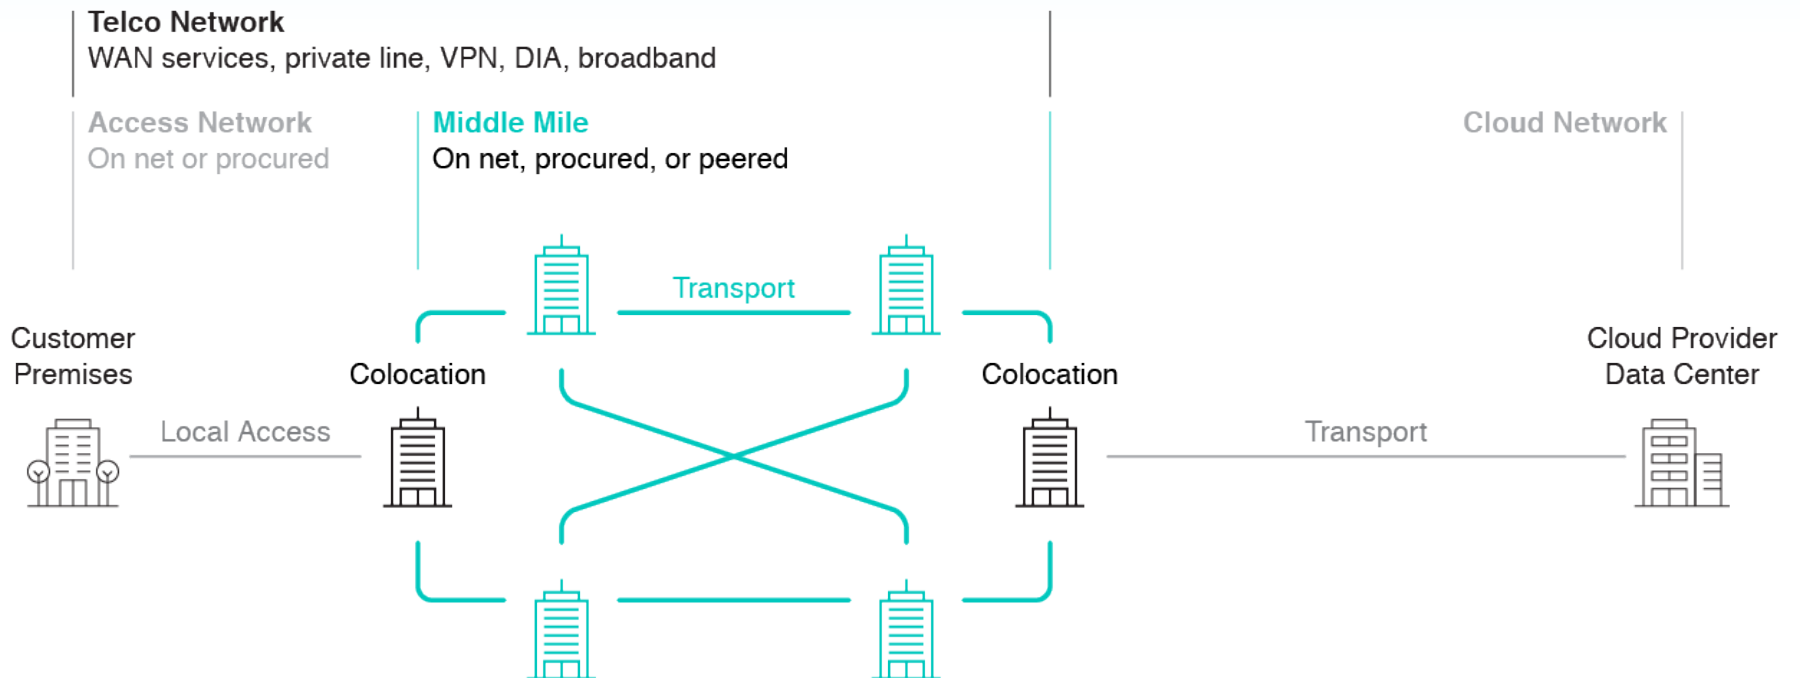 Telco Network
WAN services, private line, VPN, DIA, broadband
Access Network
On net or procured
Middle Mile
On net, procured, or peered
Cloud Network
Transport
Customer
Premises
Colocation
Colocation
Cloud Provider
Data Center
Local Access
Transport